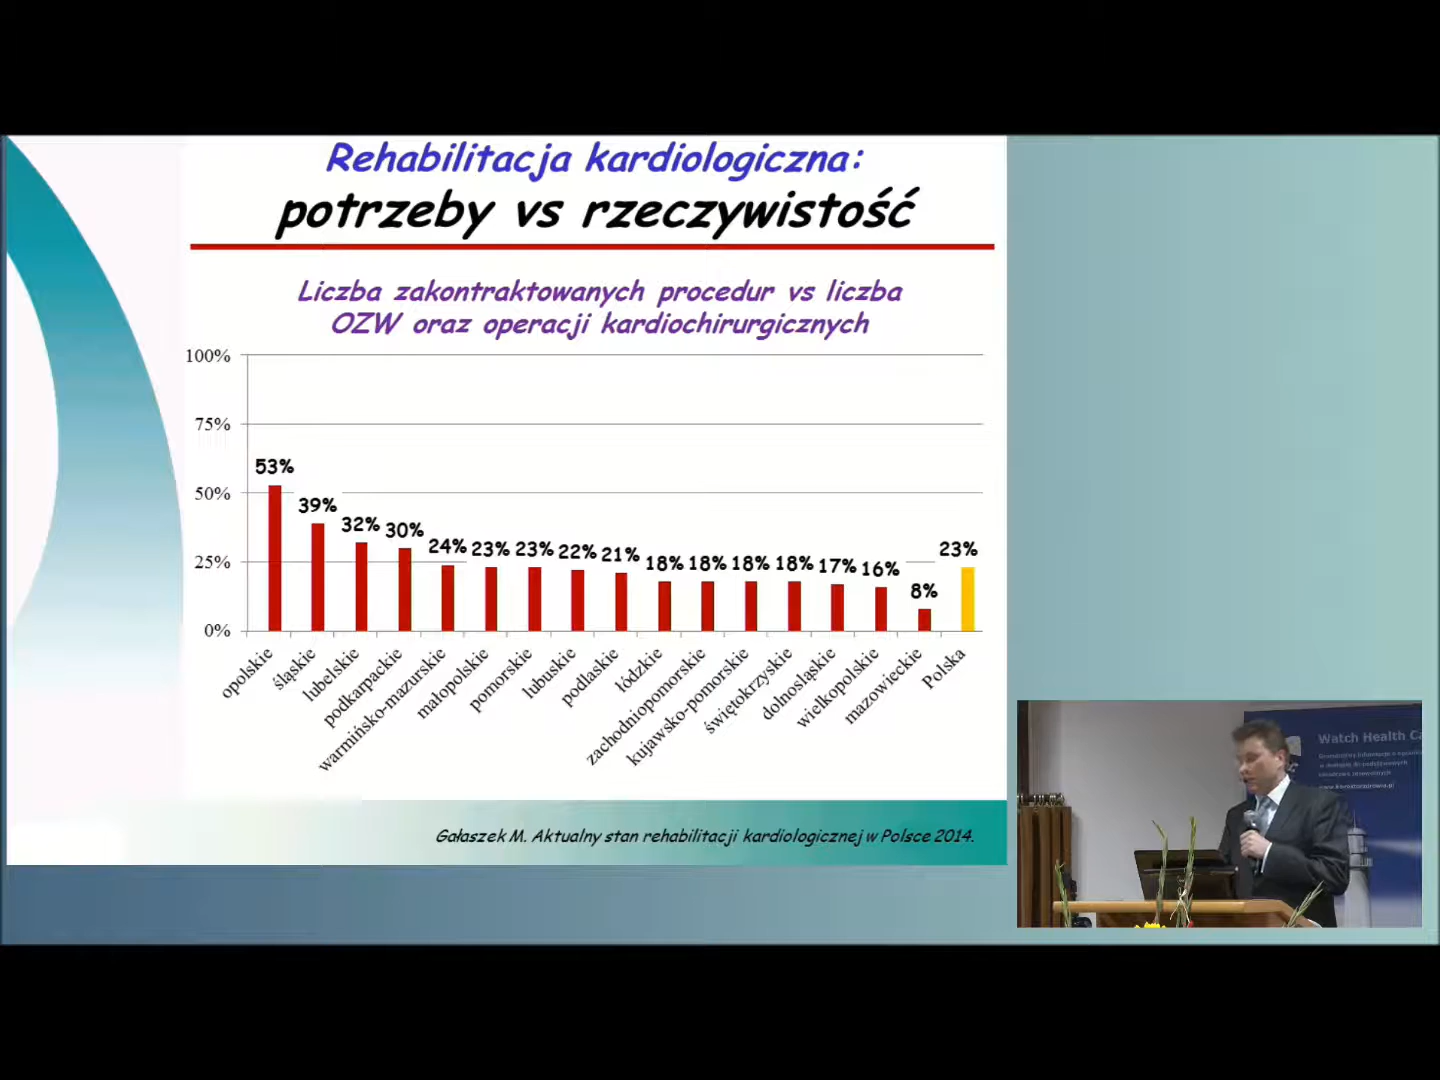 Rehabilitacja kardiologiczna:
potrzeby vs rzeczywistość
Liczba zakontraktowanych procedur vs liczba
OZW oraz operacji kardiochirurgicznych
100%
75%
50%
25%
0%
53%
39%
32%
30%
24%
23%
23%
22%
21%
18%
18%
18%
18%
17%
16%
8%
23%
opolskie
śląskie
lubelskie
podkarpackie
warmińsko-mazurskie
małopolskie
pomorskie
lubuskie
podlaskie
łódzkie
zachodniopomorskie
kujawsko-pomorskie
świętokrzyskie
dolnośląskie
wielkopolskie
mazowieckie
Polska
Gałaszek M. Aktualny stan rehabilitacji kardiologicznej w Polsce 2014.
Watch Health Ca